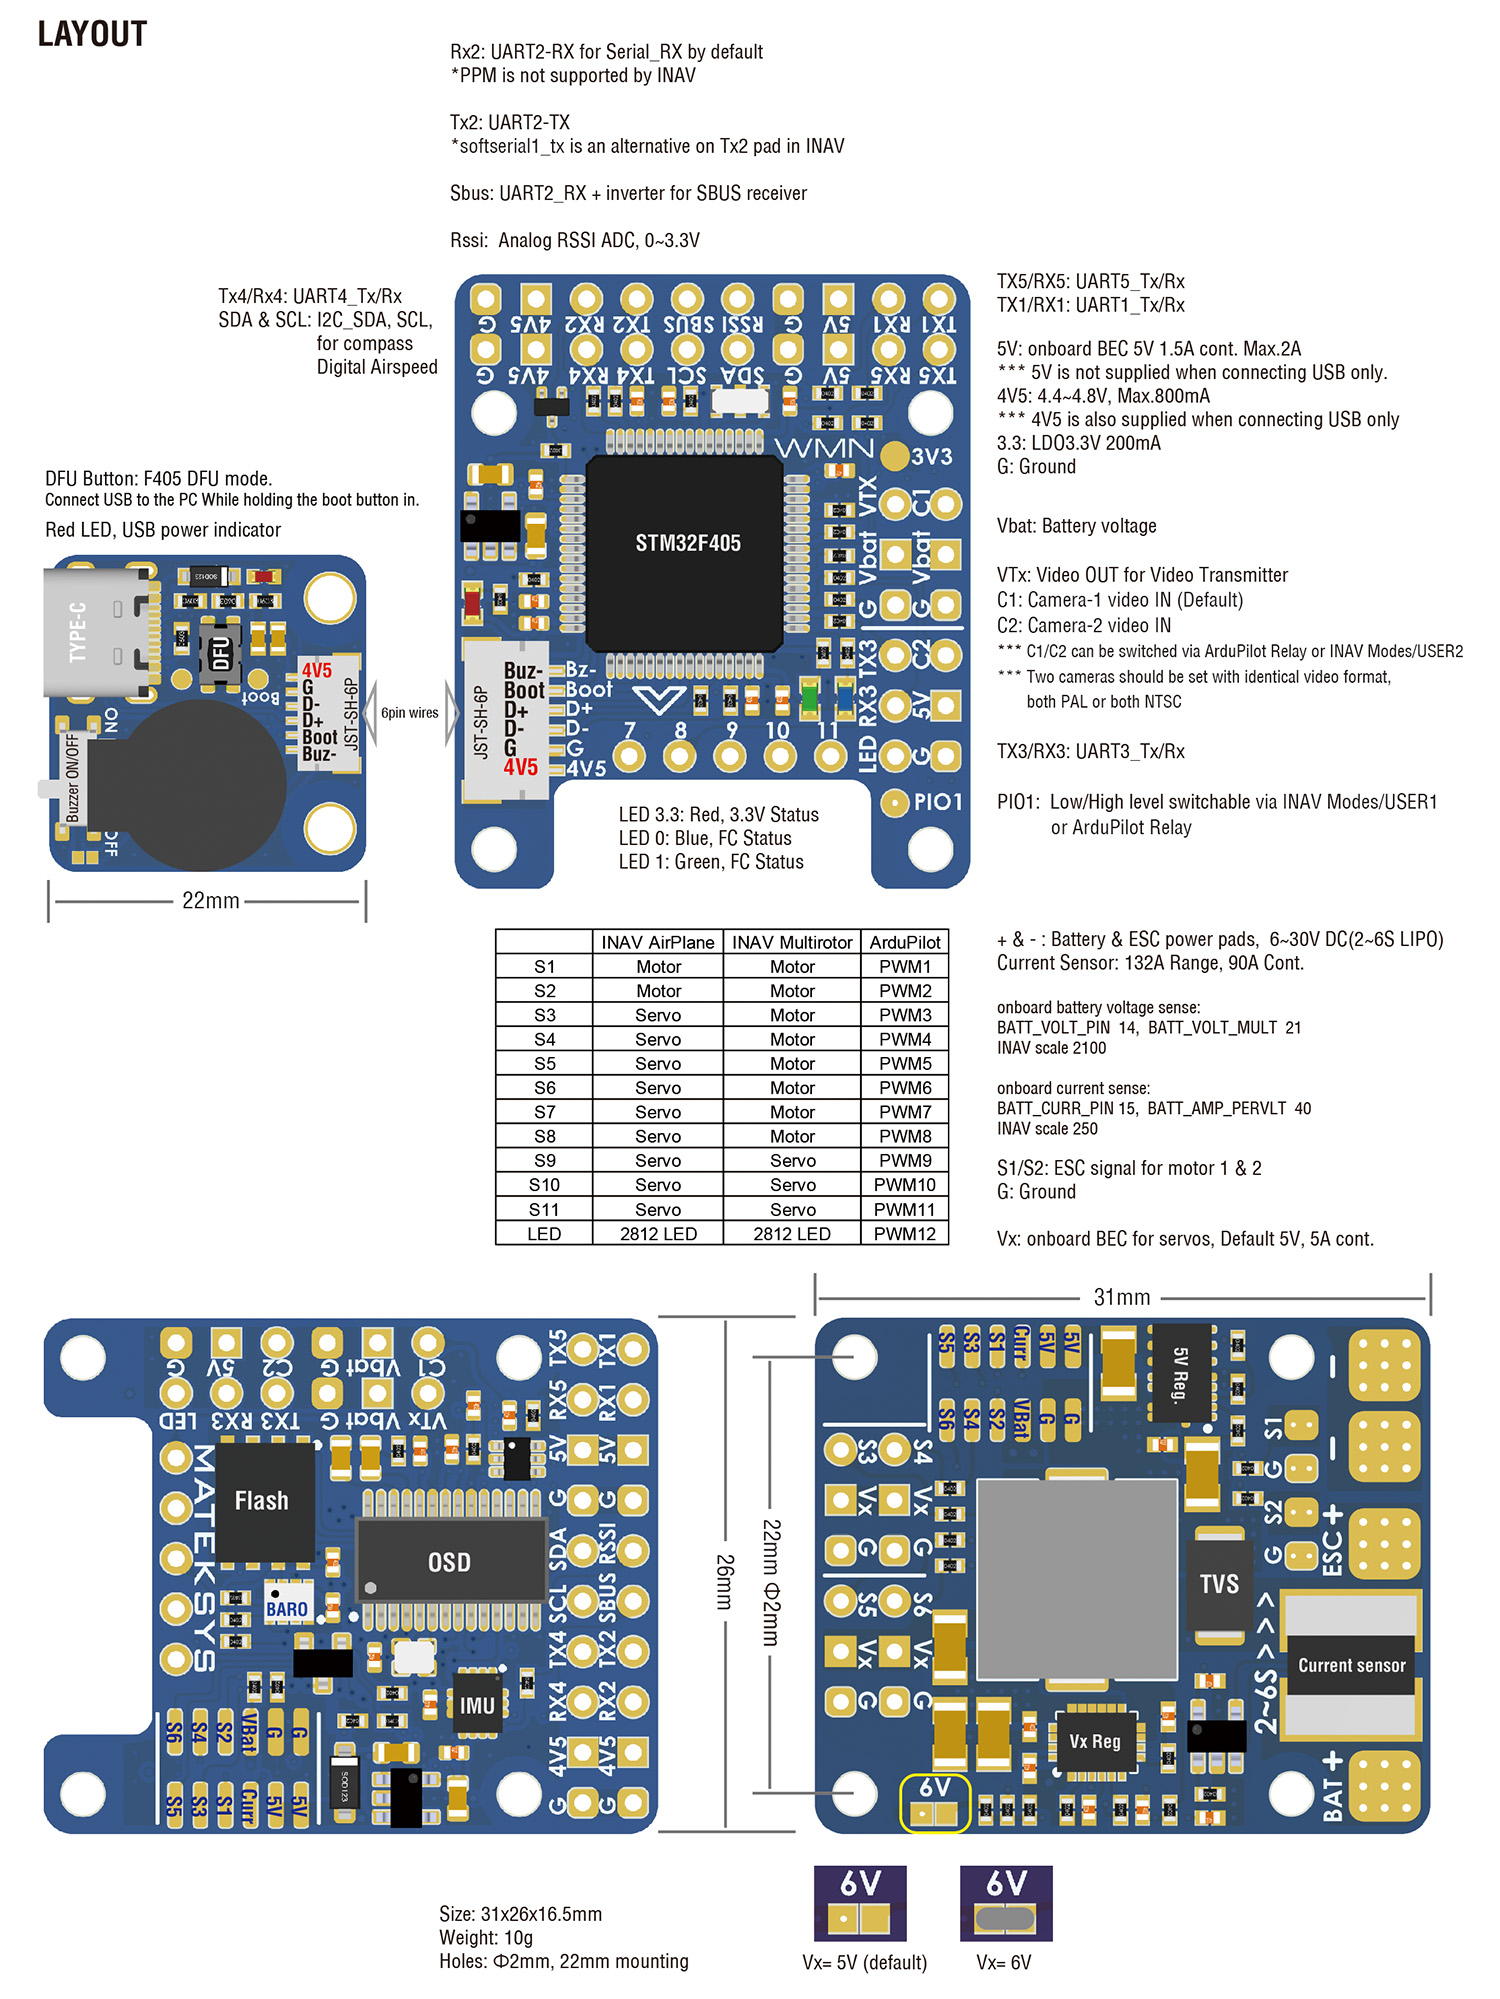 LAYOUT
Rx2: UART2-RX for Serial_RX by default
*PPM is not supported by INAV
Tx2: UART2-TX
*softserial1_tx is an alternative on Tx2 pad in INAV
Sbus: UART2_RX + inverter for SBUS receiver
Rssi: Analog RSSI ADC, 0~3.3V
Tx4/Rx4: UART4_Tx/Rx
SDA & SCL: I2C_SDA, SCL,
for compass
Digital Airspeed
G 4V5 RX2 TX2 SBUS RSSI G 5V RX1 TX1
G 4V5 RX4 TX4 SCL SDA G 5V RX5 TX5
WMN
3V3
VTX C1
Vbat Vbat
G G
TX3 C2
RX3 5V
LED G
PIO1
STM32F405
JST-SH-6P
Buz- Bz-
Boot Boot
D+ D+
D- D-
G G
4V5 4V5
7 8 9 10 11
LED 3.3: Red, 3.3V Status
LED 0: Blue, FC Status
LED 1: Green, FC Status
TX5/RX5: UART5_Tx/Rx
TX1/RX1: UART1_Tx/Rx
5V: onboard BEC 5V 1.5A cont. Max.2A
*** 5V is not supplied when connecting USB only.
4V5: 4.4~4.8V, Max.800mA
*** 4V5 is also supplied when connecting USB only
3.3: LDO3.3V 200mA
G: Ground
Vbat: Battery voltage
VTx: Video OUT for Video Transmitter
C1: Camera-1 video IN (Default)
C2: Camera-2 video IN
*** C1/C2 can be switched via ArduPilot Relay or INAV Modes/USER2
*** Two cameras should be set with identical video format,
both PAL or both NTSC
TX3/RX3: UART3_Tx/Rx
PIO1: Low/High level switchable via INAV Modes/USER1
or ArduPilot Relay
DFU Button: F405 DFU mode.
Connect USB to the PC While holding the boot button in.
Red LED, USB power indicator
TYPE-C
SOD123
DFU
Boot
4V5
G
D-
D+
Boot
Buz-
JST-SH-6P
6pin wires
ON
Buzzer ON/OFF
OFF
22mm
INAV AirPlane INAV Multirotor ArduPilot
S1 Motor Motor PWM1
S2 Motor Motor PWM2
S3 Servo Motor PWM3
S4 Servo Motor PWM4
S5 Servo Motor PWM5
S6 Servo Motor PWM6
S7 Servo Motor PWM7
S8 Servo Motor PWM8
S9 Servo Servo PWM9
S10 Servo Servo PWM10
S11 Servo Servo PWM11
LED 2812 LED 2812 LED PWM12
+ & - : Battery & ESC power pads, 6~30V DC(2~6S LIPO)
Current Sensor: 132A Range, 90A Cont.
onboard battery voltage sense:
BATT_VOLT_PIN 14, BATT_VOLT_MULT 21
INAV scale 2100
onboard current sense:
BATT_CURR_PIN 15, BATT_AMP_PERVLT 40
INAV scale 250
S1/S2: ESC signal for motor 1 & 2
G: Ground
Vx: onboard BEC for servos, Default 5V, 5A cont.
G 5V C2 G Vbat C1
LED RX3 TX3 G Vbat VTx
TX5 TX1
RX5 RX1
5V 5V
G G
SDA RSSI
SCL SBUS
TX4 TX2
RX4 RX2
4V5 4V5
G G
MATEKSYS
Flash
OSD
BARO
IMU
SOD123
S6 S4 S2 VBat G G
S5 S3 S1 Curr 5V 5V
26mm
31mm
22mm Φ2mm
S5 S3 S1 Curr 5V 5V
S6 S4 S2 VBat G G
5V Reg.
S3 S4
Vx Vx
G G
S5 S6
Vx Vx
G G
-
S1
-
G
S2
G
ESC+
TVS
2~6S >>>>
Current sensor
Vx Reg
BAT+
6V
6V 6V
Vx= 5V (default) Vx= 6V
Size: 31x26x16.5mm
Weight: 10g
Holes: Φ2mm, 22mm mounting